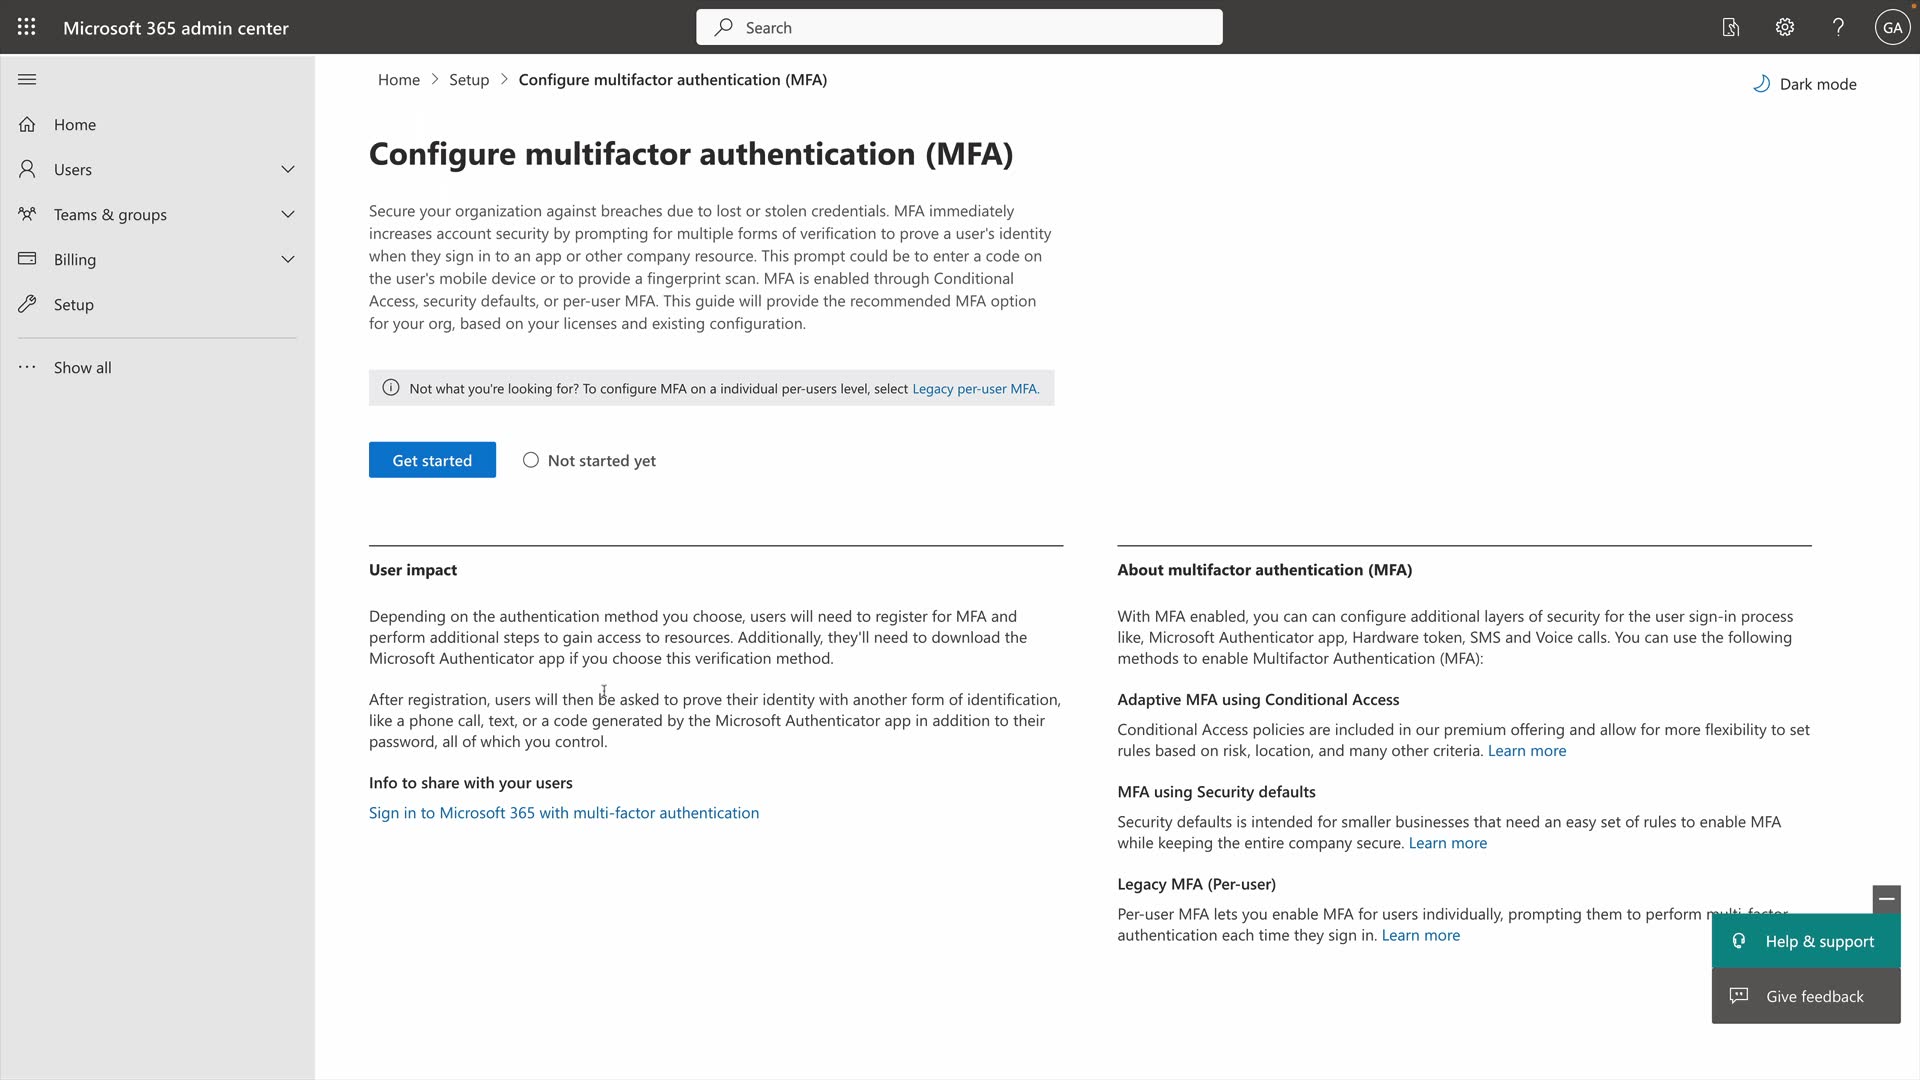 Microsoft 365 admin center
Search
GA
Home > Setup > Configure multifactor authentication (MFA)
Dark mode
Home
Users
Teams & groups
Billing
Setup
Show all
Configure multifactor authentication (MFA)
Secure your organization against breaches due to lost or stolen credentials. MFA immediately
increases account security by prompting for multiple forms of verification to prove a user's identity
when they sign in to an app or other company resource. This prompt could be to enter a code on
the user's mobile device or to provide a fingerprint scan. MFA is enabled through Conditional
Access, security defaults, or per-user MFA. This guide will provide the recommended MFA option
for your org, based on your licenses and existing configuration.
Not what you're looking for? To configure MFA on a individual per-users level, select Legacy per-user MFA.
Get started
Not started yet
User impact
Depending on the authentication method you choose, users will need to register for MFA and
perform additional steps to gain access to resources. Additionally, they'll need to download the
Microsoft Authenticator app if you choose this verification method.
After registration, users will then be asked to prove their identity with another form of identification,
like a phone call, text, or a code generated by the Microsoft Authenticator app in addition to their
password, all of which you control.
Info to share with your users
Sign in to Microsoft 365 with multi-factor authentication
About multifactor authentication (MFA)
With MFA enabled, you can can configure additional layers of security for the user sign-in process
like, Microsoft Authenticator app, Hardware token, SMS and Voice calls. You can use the following
methods to enable Multifactor Authentication (MFA):
Adaptive MFA using Conditional Access
Conditional Access policies are included in our premium offering and allow for more flexibility to set
rules based on risk, location, and many other criteria. Learn more
MFA using Security defaults
Security defaults is intended for smaller businesses that need an easy set of rules to enable MFA
while keeping the entire company secure. Learn more
Legacy MFA (Per-user)
Per-user MFA lets you enable MFA for users individually, prompting them to perform multi-factor
authentication each time they sign in. Learn more
Help & support
Give feedback